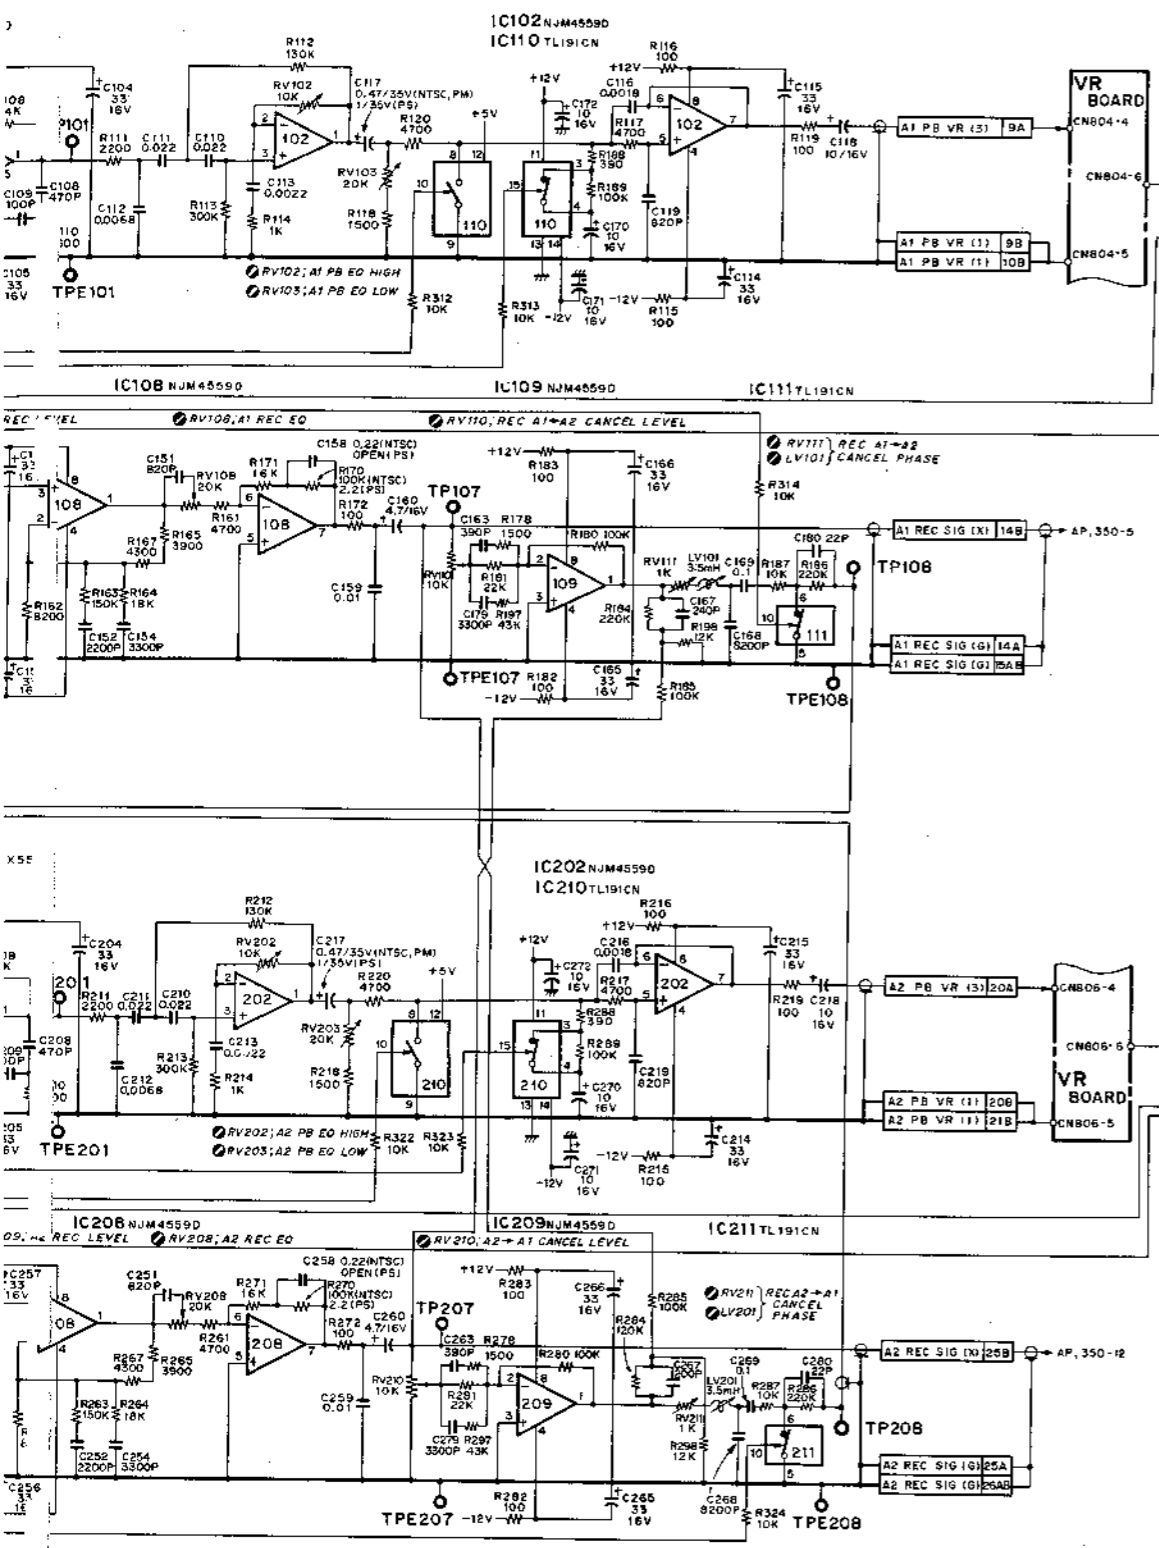 IC102 NJM4559D
IC110 TL191CN
R112
130K
C104
33
16V
RV102
10K
C117
0.47/35V(NTSC,PM)
1/35V(PS)
R120
4700
+5V
+12V
C172
10
16V
+12V
R116
100
C116
0.0018
R117
4700
C115
33
16V
R119
100
C118
10/16V
A1 PB VR (3) 9A
VR
BOARD
CN804-4
CN804-6
R111
2200
C111
0.022
C110
0.022
102
102
R188
390
R189
100K
C109
100P
C108
470P
C112
0.0068
R113
300K
C113
0.0022
R114
1K
RV103
20K
R118
1500
110
110
C170
10
16V
C119
820P
A1 PB VR (1) 9B
A1 PB VR (1) 10B
CN804-5
TPE101
RV102; A1 PB EQ HIGH
RV103; A1 PB EQ LOW
R312
10K
R313
10K
-12V
C171
10
16V
-12V
R115
100
C114
33
16V
IC108 NJM4559D
IC109 NJM4559D
IC111 TL191CN
RV108; A1 REC EQ
RV110; REC A1→A2 CANCEL LEVEL
RV111 REC A1→A2
LV101 CANCEL PHASE
C151
820P
RV108
20K
R171
16K
C158 0.22(NTSC)
OPEN(PS)
R170
100K(NTSC)
2.2(PS)
R172
100
C160
4.7/16V
TP107
+12V
R183
100
C166
33
16V
R314
10K
108
R161
4700
108
C163
390P
R178
1500
R180 100K
RV111
1K
LV101
3.5mH
C169
0.1
R187
10K
C180 22P
R186
220K
A1 REC SIG (X) 14B
AP, 350-5
TP108
R167
4300
R165
3900
R162
8200
R163
150K
R164
18K
C152
2200P
C154
3300P
C159
0.01
RV110
10K
R181
22K
C179
3300P
R197
43K
109
R184
220K
C167
240P
R198
12K
C168
8200P
111
A1 REC SIG (G) 14A
A1 REC SIG (G) 15AB
TPE107
-12V
R182
100
C165
33
16V
R185
100K
TPE108
IC202 NJM4559D
IC210 TL191CN
R212
130K
C204
33
16V
RV202
10K
C217
0.47/35V(NTSC,PM)
1/35V(PS)
R220
4700
+5V
+12V
C272
10
16V
+12V
R216
100
C216
0.0018
R217
4700
C215
33
16V
R219
100
C218
10
16V
A2 PB VR (3) 20A
CN806-4
CN806-6
VR
BOARD
R211
2200
C211
0.022
C210
0.022
202
202
R288
390
R289
100K
C208
470P
C212
0.0068
R213
300K
C213
0.0022
R214
1K
RV203
20K
R218
1500
210
210
C270
10
16V
C219
820P
A2 PB VR (1) 20B
A2 PB VR (1) 21B
CN806-5
TPE201
RV202; A2 PB EQ HIGH
RV203; A2 PB EQ LOW
R322
10K
R323
10K
-12V
C271
10
16V
-12V
R215
100
C214
33
16V
IC208 NJM4559D
IC209 NJM4559D
IC211 TL191CN
REC LEVEL
RV208; A2 REC EQ
RV210; A2→A1 CANCEL LEVEL
RV211 REC A2→A1
LV201 CANCEL PHASE
C257
33
16V
C251
820P
RV208
20K
R271
16K
C258 0.22(NTSC)
OPEN(PS)
R270
100K(NTSC)
2.2(PS)
R272
100
C260
4.7/16V
TP207
+12V
R283
100
C266
33
16V
R285
100K
R284
120K
R261
4700
208
C263
390P
R278
1500
R280 100K
C267
200P
LV201
3.5mH
C269
0.1
R287
10K
C280
22P
R286
220K
A2 REC SIG (X) 25B
AP, 350-12
R267
4300
R265
3900
R263
150K
R264
18K
C252
2200P
C254
3300P
C259
0.01
RV210
10K
R281
22K
C279
3300P
R297
43K
209
RV211
1K
R298
12K
211
TP208
A2 REC SIG (G) 25A
A2 REC SIG (G) 26AB
TPE207
-12V
R282
100
C265
33
16V
C268
8200P
R324
10K
TPE208